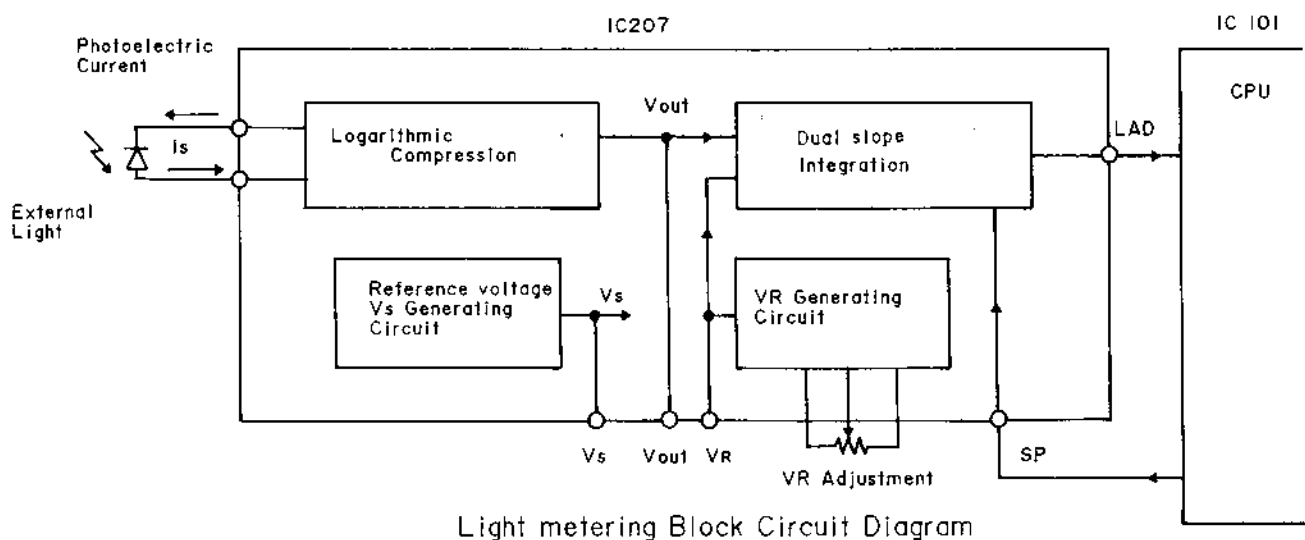 IC207
IC 101
Photoelectric
Current
CPU
Vout
LAD
Logarithmic
Compression
Dual slope
Integration
Is
External
Light
Reference voltage
Vs Generating
Circuit
Vs
VR Generating
Circuit
Vs
Vout
VR
SP
VR Adjustment
Light metering Block Circuit Diagram